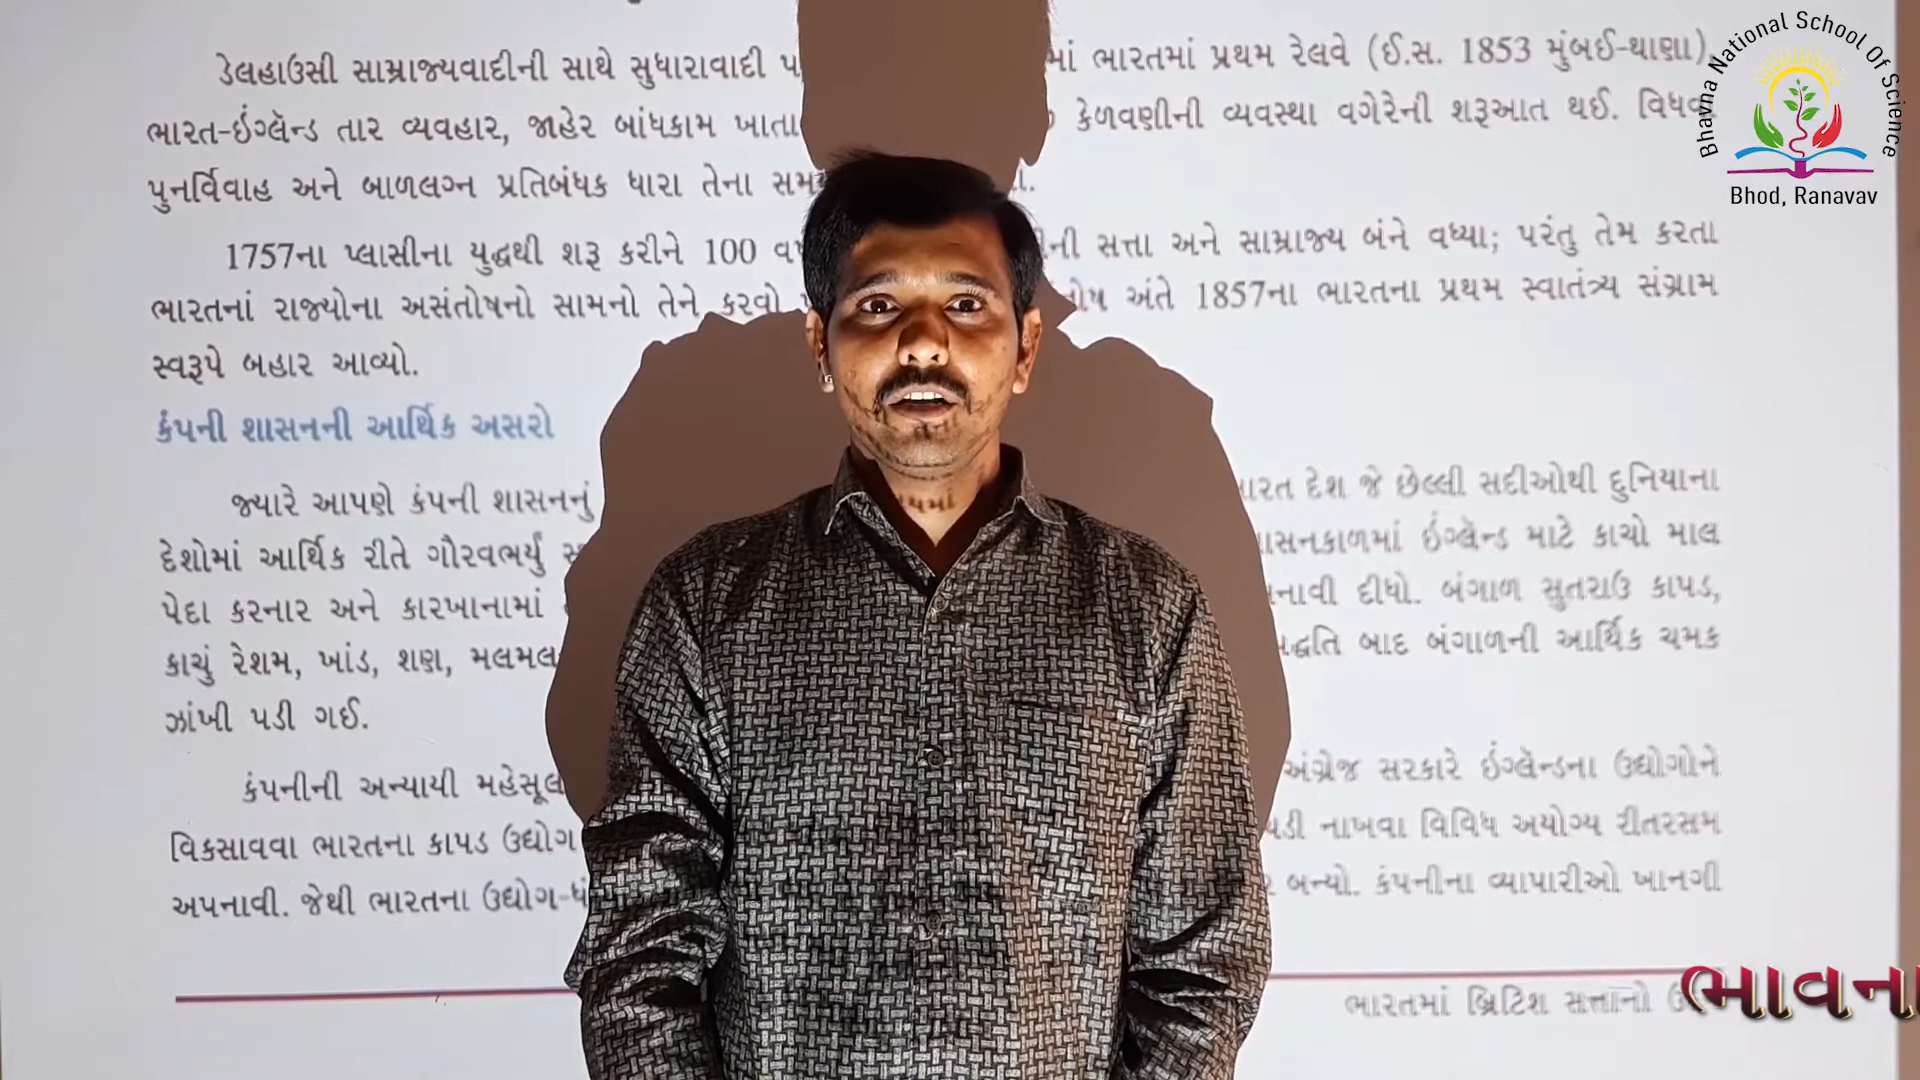 ડેલહાઉસી સામ્રાજ્યવાદીની સાથે સુધારાવાદી માં ભારતમાં પ્રથમ રેલવે (ઈ.સ. 1853 મુંબઈ-થાણા),
ભારત-ઇંગ્લૅન્ડ તાર વ્યવહાર, જાહેર બાંધકામ ખાતા કેળવણીની વ્યવસ્થા વગેરેની શરૂઆત થઈ. વિધવા
પુનર્વિવાહ અને બાળલગ્ન પ્રતિબંધક ધારા તેના
1757ના પ્લાસીના યુદ્ધથી શરૂ કરીને 100 ની સત્તા અને સામ્રાજ્ય બંને વધ્યા; પરંતુ તેમ કરતા
ભારતનાં રાજ્યોના અસંતોષનો સામનો તેને કરવો અંતે 1857ના ભારતના પ્રથમ સ્વાતંત્ર્ય સંગ્રામ
સ્વરૂપે બહાર આવ્યો.
કંપની શાસનની આર્થિક અસરો
જ્યારે આપણે કંપની શાસનનું ભારત દેશ જે છેલ્લી સદીઓથી દુનિયાના
દેશોમાં આર્થિક રીતે ગૌરવભર્યું શાસનકાળમાં ઇંગ્લૅન્ડ માટે કાચો માલ
પેદા કરનાર અને કારખાનામાં બનાવી દીધો. બંગાળ સુતરાઉ કાપડ,
કાચું રેશમ, ખાંડ, શણ, મલમલ બાદ બંગાળની આર્થિક ચમક
ઝાંખી પડી ગઈ.
કંપનીની અન્યાયી મહેસૂલ અંગ્રેજ સરકારે ઇંગ્લૅન્ડના ઉદ્યોગોને
વિકસાવવા ભારતના કાપડ ઉદ્યોગ નાખવા વિવિધ અયોગ્ય રીતરસમ
અપનાવી. જેથી ભારતના ઉદ્યોગ બન્યો. કંપનીના વ્યાપારીઓ ખાનગી
ભારતમાં બ્રિટિશ સત્તાનો
ભાવના
Bhavna National School Of Science
Bhod, Ranavav